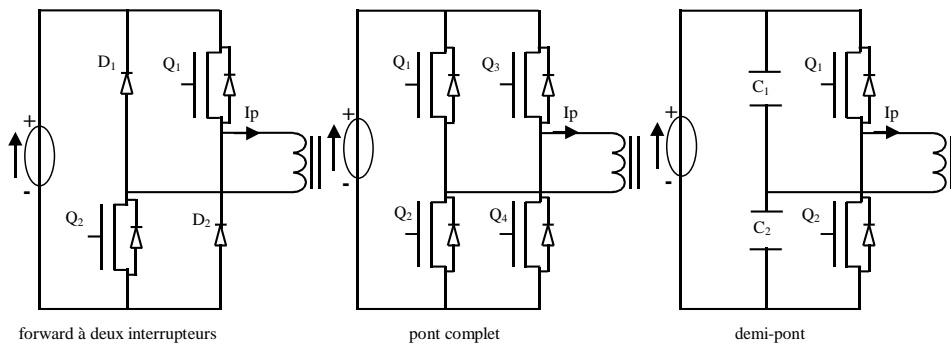 D1
Q1
Ip
+
-
Q2
D2
forward à deux interrupteurs
Q1
Q3
Ip
+
-
Q2
Q4
pont complet
C1
Q1
Ip
+
-
C2
Q2
demi-pont